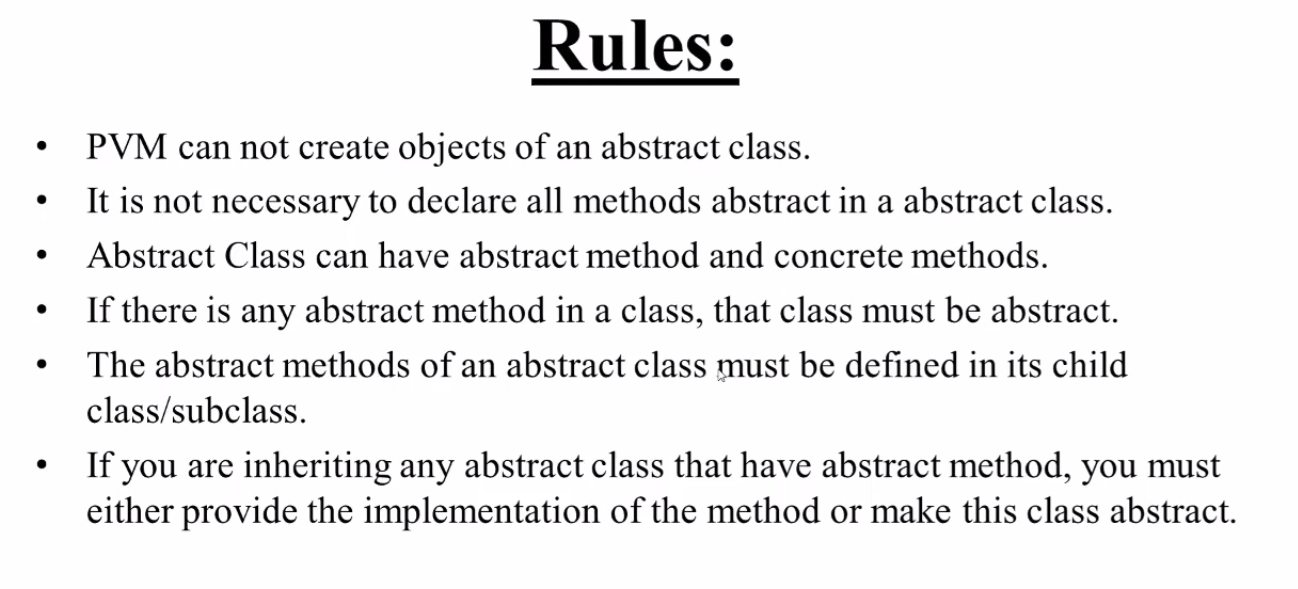 Rules:
• PVM can not create objects of an abstract class.
• It is not necessary to declare all methods abstract in a abstract class.
• Abstract Class can have abstract method and concrete methods.
• If there is any abstract method in a class, that class must be abstract.
• The abstract methods of an abstract class must be defined in its child
class/subclass.
• If you are inheriting any abstract class that have abstract method, you must
either provide the implementation of the method or make this class abstract.